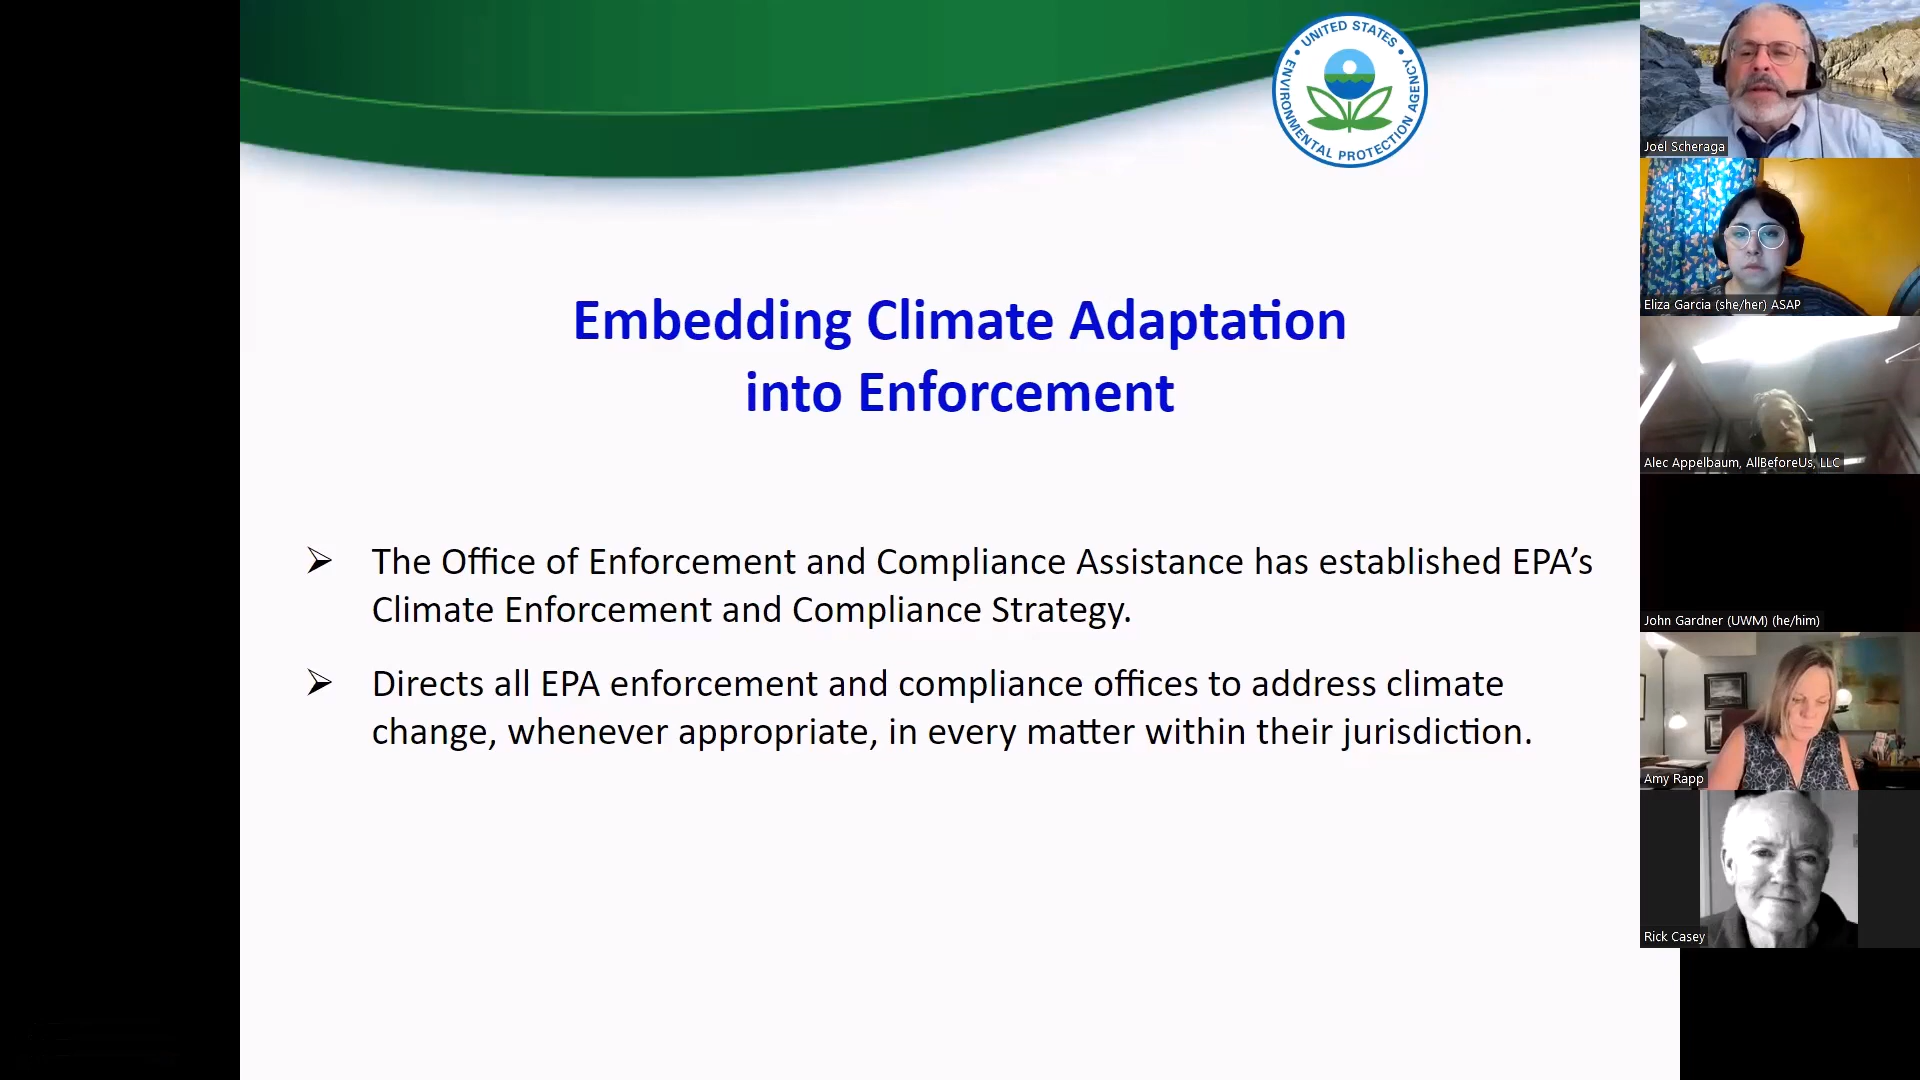 UNITED STATES
ENVIRONMENTAL PROTECTION AGENCY
Embedding Climate Adaptation
into Enforcement
➢ The Office of Enforcement and Compliance Assistance has established EPA’s
Climate Enforcement and Compliance Strategy.
➢ Directs all EPA enforcement and compliance offices to address climate
change, whenever appropriate, in every matter within their jurisdiction.
Joel Scheraga
Eliza Garcia (she/her) ASAP
Alec Appelbaum, AllBeforeUs, LLC
John Gardner (UWM) (he/him)
Amy Rapp
Rick Casey